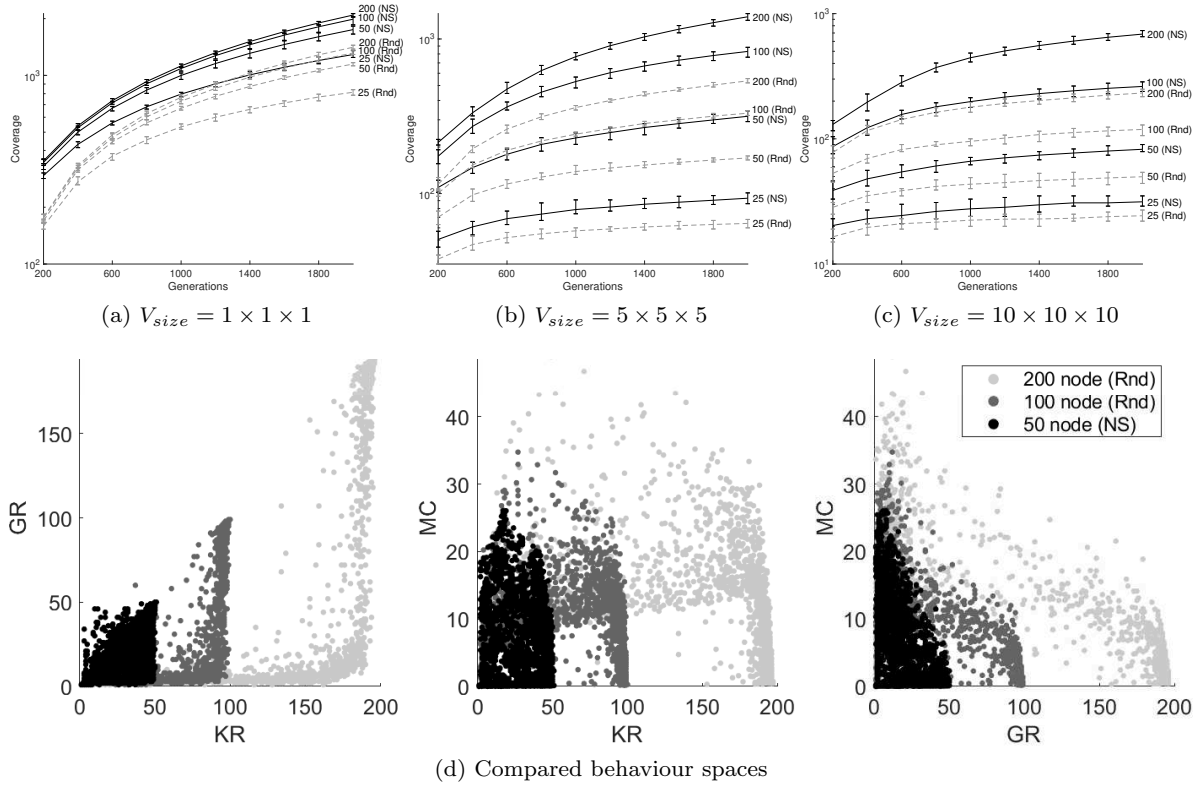 200 (NS)
100 (NS)
50 (NS)
200 (Rnd)
100 (Rnd)
25 (NS)
50 (Rnd)
25 (Rnd)
10^3
10^2
Coverage
200 600 1000 1400 1800
Generations
(a) V_size = 1 × 1 × 1
200 (NS)
100 (NS)
200 (Rnd)
100 (Rnd)
50 (NS)
50 (Rnd)
25 (NS)
25 (Rnd)
10^3
10^2
Coverage
200 600 1000 1400 1800
Generations
(b) V_size = 5 × 5 × 5
200 (NS)
100 (NS)
200 (Rnd)
100 (Rnd)
50 (NS)
50 (Rnd)
25 (NS)
25 (Rnd)
10^3
10^2
10^1
Coverage
200 600 1000 1400 1800
Generations
(c) V_size = 10 × 10 × 10
GR
150
100
50
0
0 50 100 150 200
KR
MC
40
30
20
10
0
0 50 100 150 200
KR
MC
40
30
20
10
0
0 50 100 150 200
GR
200 node (Rnd)
100 node (Rnd)
50 node (NS)
(d) Compared behaviour spaces